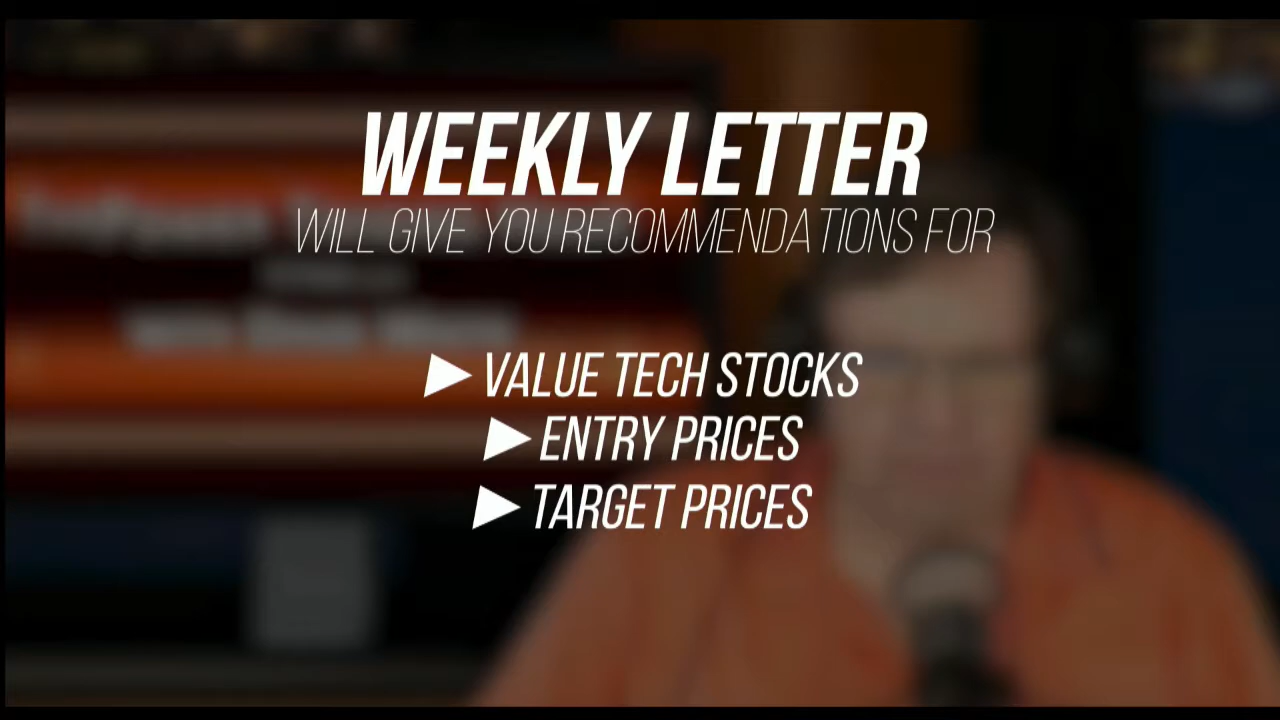 WEEKLY LETTER
WILL GIVE YOU RECOMMENDATIONS FOR
▶ VALUE TECH STOCKS
▶ ENTRY PRICES
▶ TARGET PRICES